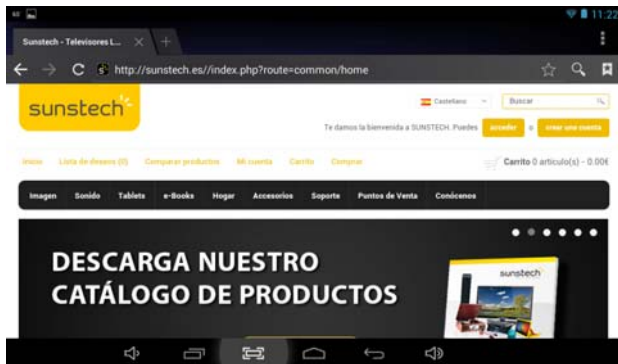 11:22
Sunstech - Televisores L...
http://sunstech.es//index.php?route=common/home
sunstech
Castellano
Buscar
Te damos la bienvenida a SUNSTECH. Puedes acceder o crear una cuenta
Inicio Lista de deseos (0) Comparar productos Mi cuenta Carrito Comprar
Carrito 0 artículo(s) - 0.00€
Imagen Sonido Tablets e-Books Hogar Accesorios Soporte Puntos de Venta Conócenos
DESCARGA NUESTRO
CATÁLOGO DE PRODUCTOS
sunstech